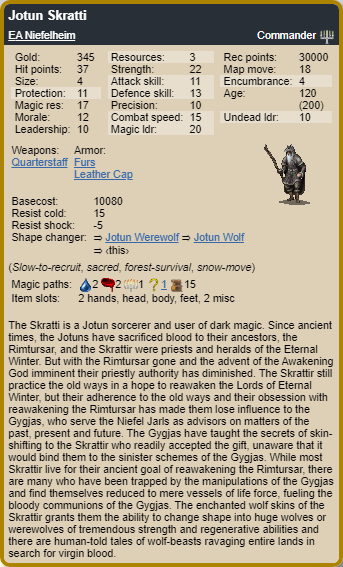 Jotun Skratti
EA Niefelheim Commander
Gold: 345 Resources: 3 Rec points: 30000
Hit points: 37 Strength: 22 Map move: 18
Size: 4 Attack skill: 11 Encumbrance: 4
Protection: 11 Defence skill: 13 Age: 120
Magic res: 17 Precision: 10 (200)
Morale: 12 Combat speed: 15 Undead ldr: 10
Leadership: 10 Magic ldr: 20
Weapons: Armor:
Quarterstaff Furs
Leather Cap
Basecost: 10080
Resist cold: 15
Resist shock: -5
Shape changer: ⇒ Jotun Werewolf ⇒ Jotun Wolf
⇒ ‹this›
(Slow-to-recruit, sacred, forest-survival, snow-move)
Magic paths: 2 2 1 ? 1 15
Item slots: 2 hands, head, body, feet, 2 misc
The Skratti is a Jotun sorcerer and user of dark magic. Since ancient
times, the Jotuns have sacrificed blood to their ancestors, the
Rimtursar, and the Skrattir were priests and heralds of the Eternal
Winter. But with the Rimtursar gone and the advent of the Awakening
God imminent their priestly authority has diminished. The Skrattir still
practice the old ways in a hope to reawaken the Lords of Eternal
Winter, but their adherence to the old ways and their obsession with
reawakening the Rimtursar has made them lose influence to the
Gygjas, who serve the Niefel Jarls as advisors on matters of the
past, present and future. The Gygjas have taught the secrets of skin-
shifting to the Skrattir who readily accepted the gift, unaware that it
would bind them to the sinister schemes of the Gygjas. While most
Skrattir live for their ancient goal of reawakening the Rimtursar, there
are many who have been trapped by the manipulations of the Gygjas
and find themselves reduced to mere vessels of life force, fueling the
bloody communions of the Gygjas. The enchanted wolf skins of the
Skrattir grants them the ability to change shape into huge wolves or
werewolves of tremendous strength and regenerative abilities and
there are human-told tales of wolf-beasts ravaging entire lands in
search for virgin blood.